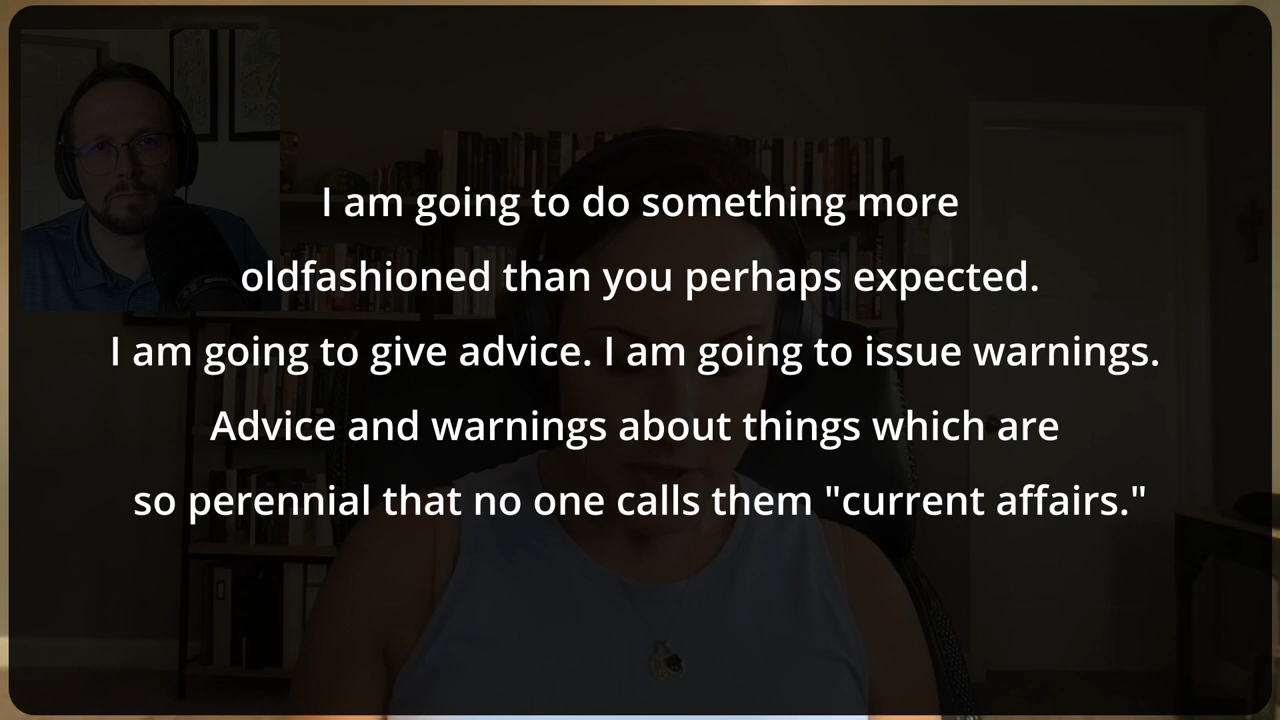 I am going to do something more
oldfashioned than you perhaps expected.
I am going to give advice. I am going to issue warnings.
Advice and warnings about things which are
so perennial that no one calls them "current affairs."